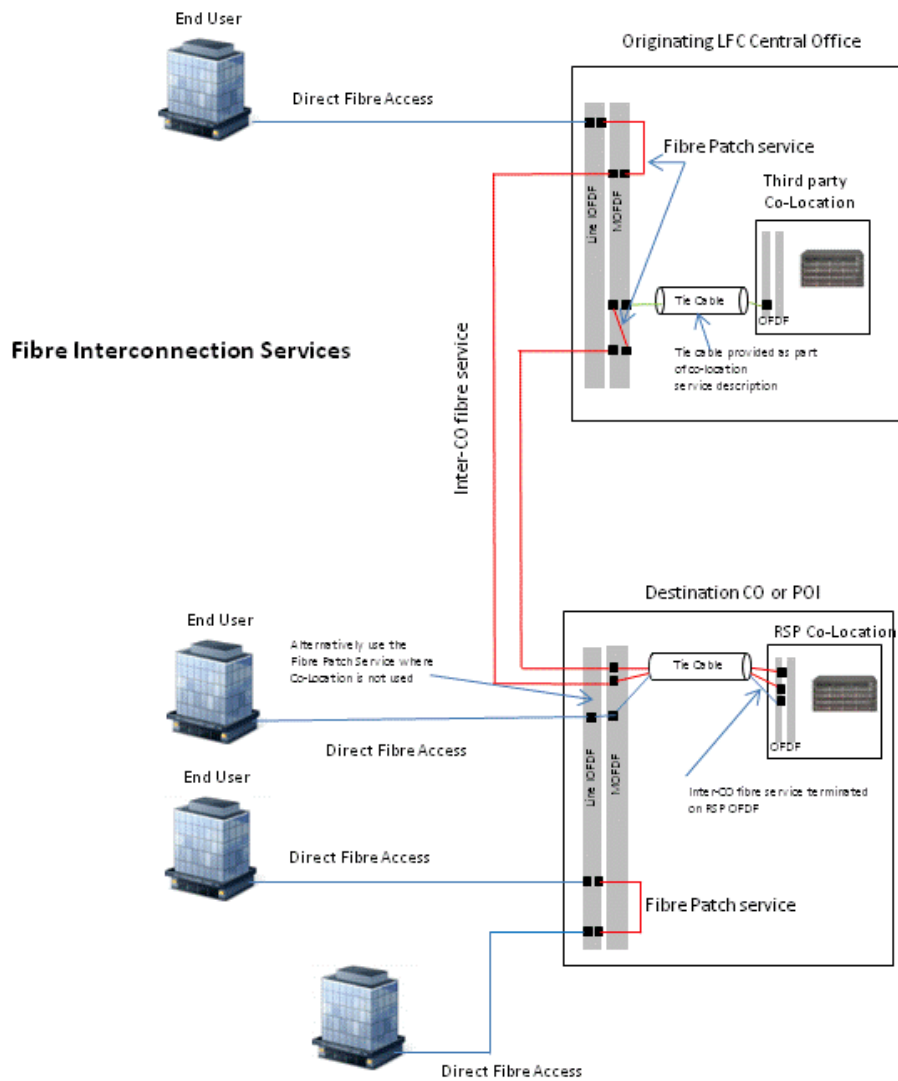 End User
Originating LFC Central Office
Direct Fibre Access
Fibre Patch service
Third party
Co-Location
Line IOFDF
MOFDF
Tie Cable
OFDF
Tie cable provided as part
of co-location
service description
Fibre Interconnection Services
Inter-CO fibre service
Destination CO or POI
End User
RSP Co-Location
Alternatively use the
Fibre Patch Service where
Co-Location is not used
Tie Cable
Direct Fibre Access
Line IOFDF
MOFDF
OFDF
End User
Inter-CO fibre service terminated
on RSP OFDF
Direct Fibre Access
Fibre Patch service
Direct Fibre Access